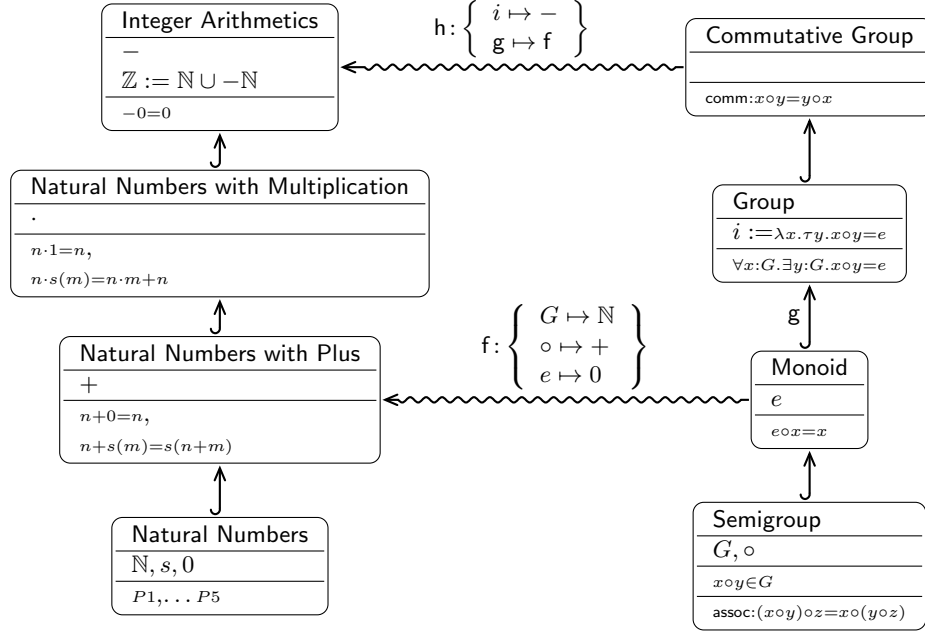 Integer Arithmetics
−
ℤ := ℕ ∪ −ℕ
−0=0
h: { i ↦ −
g ↦ f }
Commutative Group
comm:x∘y=y∘x
Natural Numbers with Multiplication
·
n·1=n,
n·s(m)=n·m+n
Group
i :=λx.τy.x∘y=e
∀x:G.∃y:G.x∘y=e
g
Natural Numbers with Plus
+
n+0=n,
n+s(m)=s(n+m)
f: { G ↦ ℕ
∘ ↦ +
e ↦ 0 }
Monoid
e
e∘x=x
Natural Numbers
ℕ, s, 0
P1,... P5
Semigroup
G, ∘
x∘y∈G
assoc:(x∘y)∘z=x∘(y∘z)